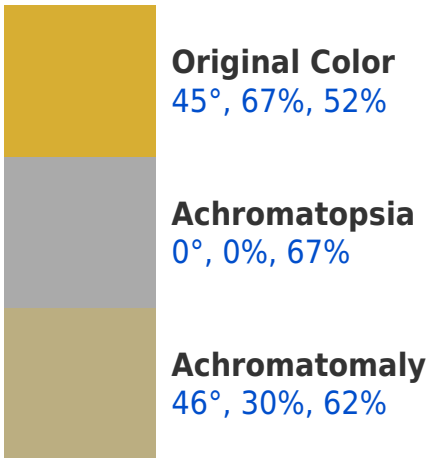 Original Color
45°, 67%, 52%
Achromatopsia
0°, 0%, 67%
Achromatomaly
46°, 30%, 62%